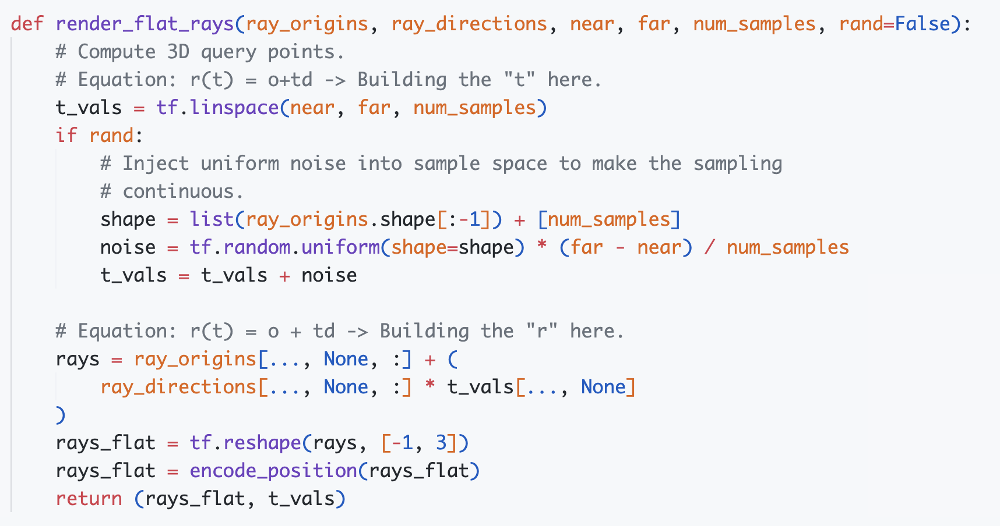 def render_flat_rays(ray_origins, ray_directions, near, far, num_samples, rand=False):
    # Compute 3D query points.
    # Equation: r(t) = o+td -> Building the "t" here.
    t_vals = tf.linspace(near, far, num_samples)
    if rand:
        # Inject uniform noise into sample space to make the sampling
        # continuous.
        shape = list(ray_origins.shape[:-1]) + [num_samples]
        noise = tf.random.uniform(shape=shape) * (far - near) / num_samples
        t_vals = t_vals + noise

    # Equation: r(t) = o + td -> Building the "r" here.
    rays = ray_origins[..., None, :] + (
        ray_directions[..., None, :] * t_vals[..., None]
    )
    rays_flat = tf.reshape(rays, [-1, 3])
    rays_flat = encode_position(rays_flat)
    return (rays_flat, t_vals)